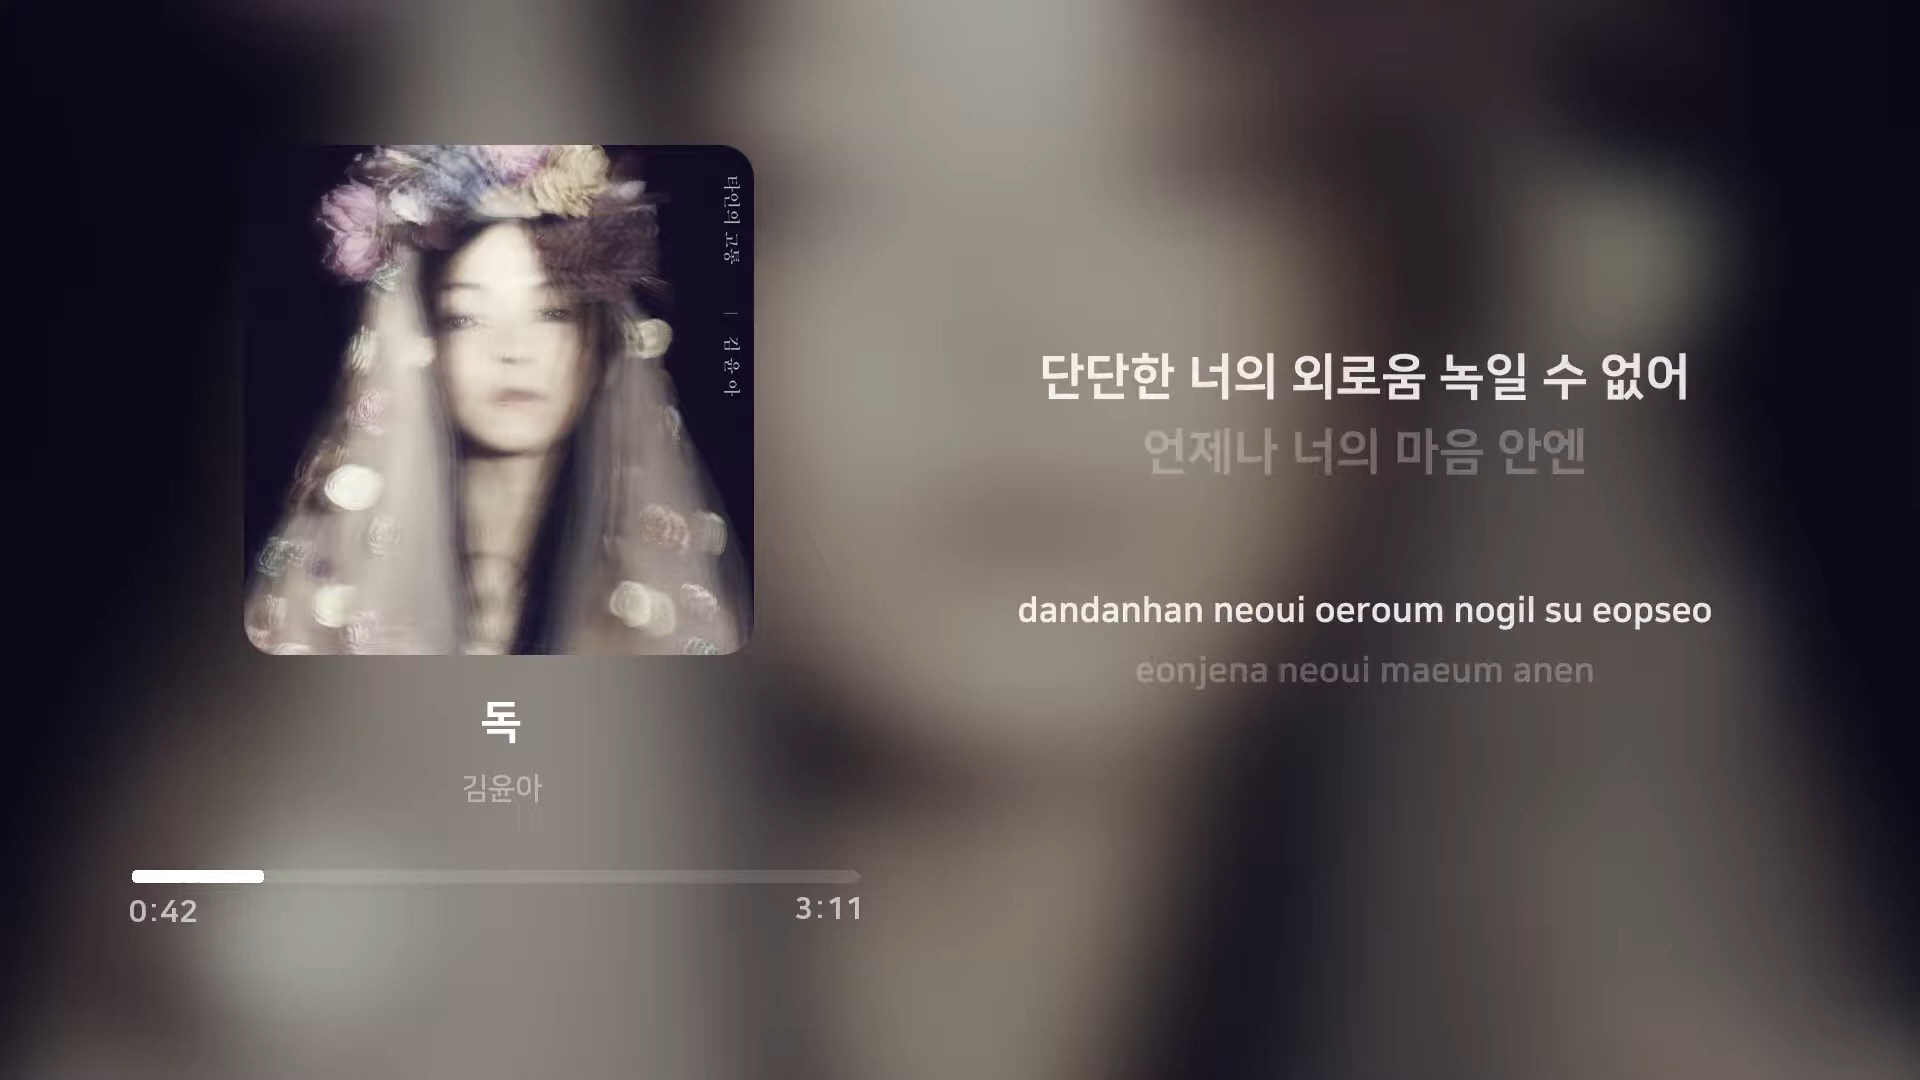 타인의 고통 | 김윤아
독
김윤아
0:42
3:11
단단한 너의 외로움 녹일 수 없어
언제나 너의 마음 안엔
dandanhan neoui oeroum nogil su eopseo
eonjena neoui maeum anen